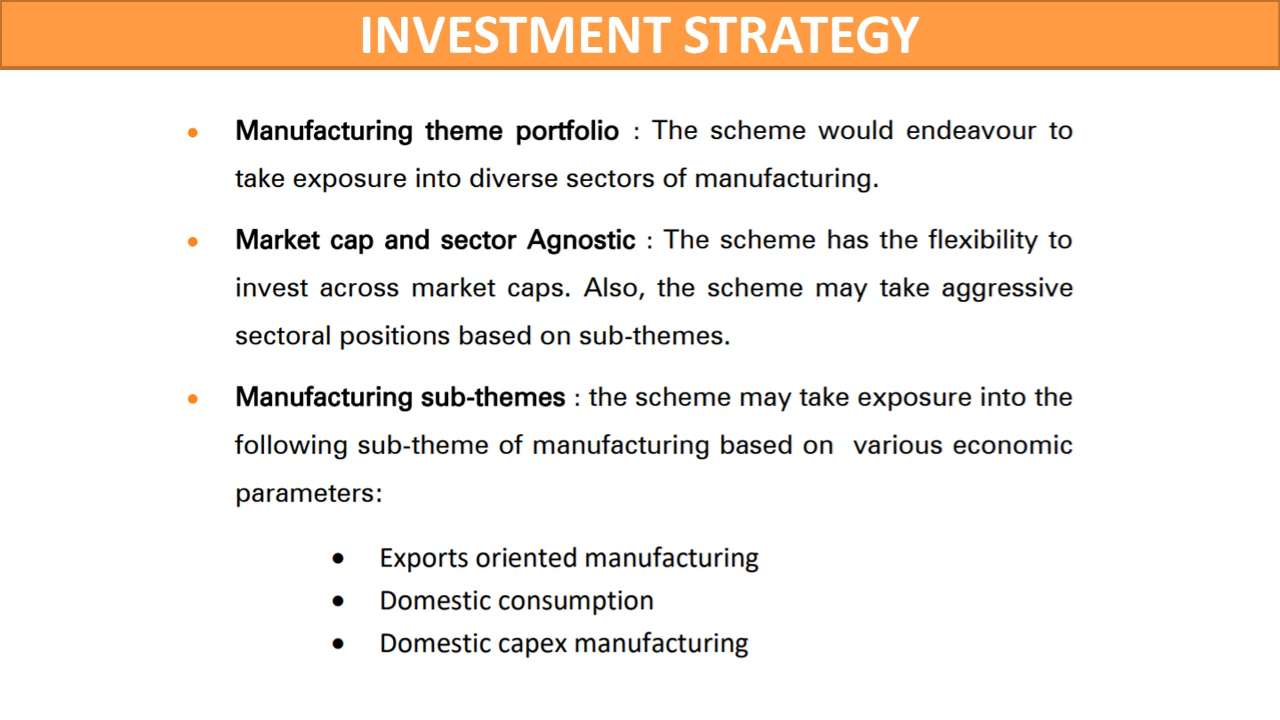 INVESTMENT STRATEGY
• Manufacturing theme portfolio : The scheme would endeavour to
take exposure into diverse sectors of manufacturing.
• Market cap and sector Agnostic : The scheme has the flexibility to
invest across market caps. Also, the scheme may take aggressive
sectoral positions based on sub-themes.
• Manufacturing sub-themes : the scheme may take exposure into the
following sub-theme of manufacturing based on various economic
parameters:
• Exports oriented manufacturing
• Domestic consumption
• Domestic capex manufacturing